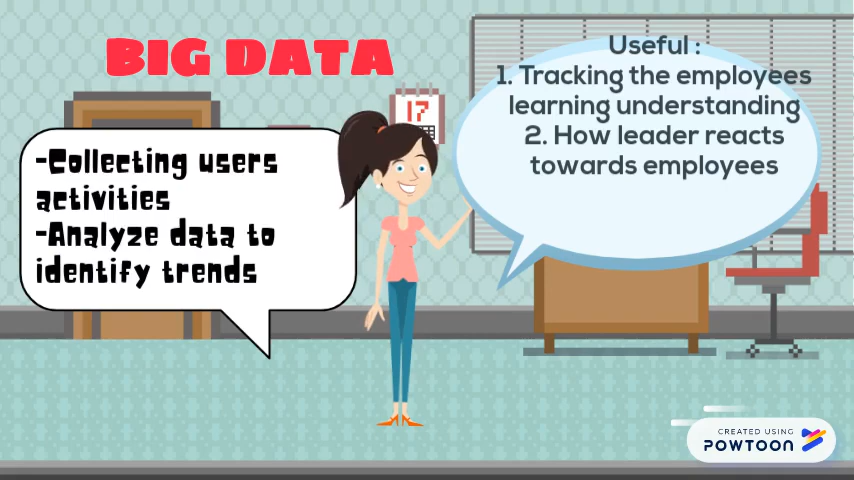 BIG DATA
-Collecting users
activities
-Analyze data to
identify trends
17
Useful :
1. Tracking the employees
learning understanding
2. How leader reacts
towards employees
CREATED USING
POWTOON